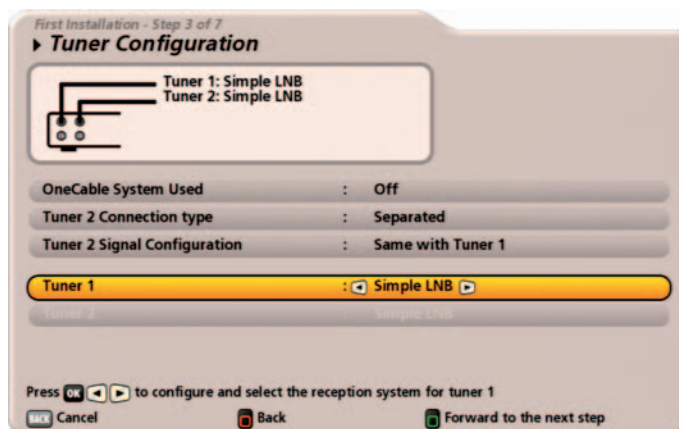 First Installation - Step 3 of 7
Tuner Configuration
Tuner 1: Simple LNB
Tuner 2: Simple LNB
OneCable System Used : Off
Tuner 2 Connection type : Separated
Tuner 2 Signal Configuration : Same with Tuner 1
Tuner 1 : Simple LNB
Tuner 2 : Simple LNB
Press OK to configure and select the reception system for tuner 1
BACK Cancel Back Forward to the next step